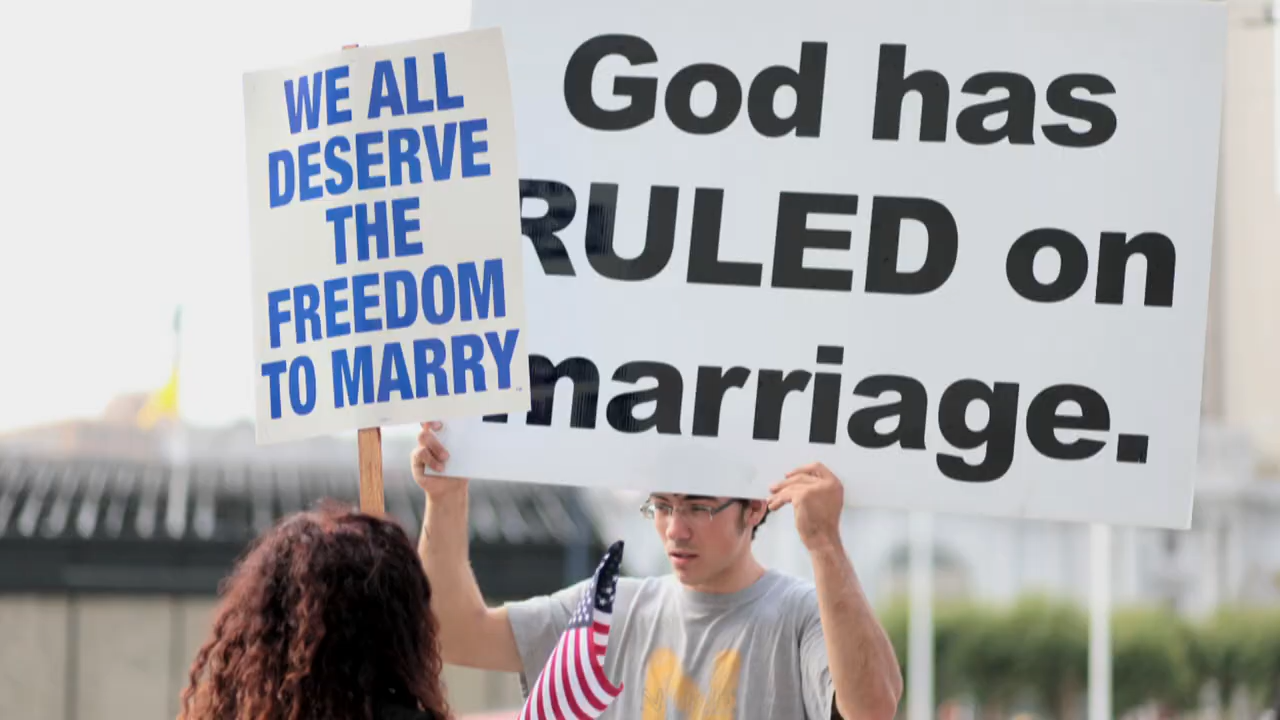 WE ALL
DESERVE
THE
FREEDOM
TO MARRY
God has
RULED on
marriage.
M